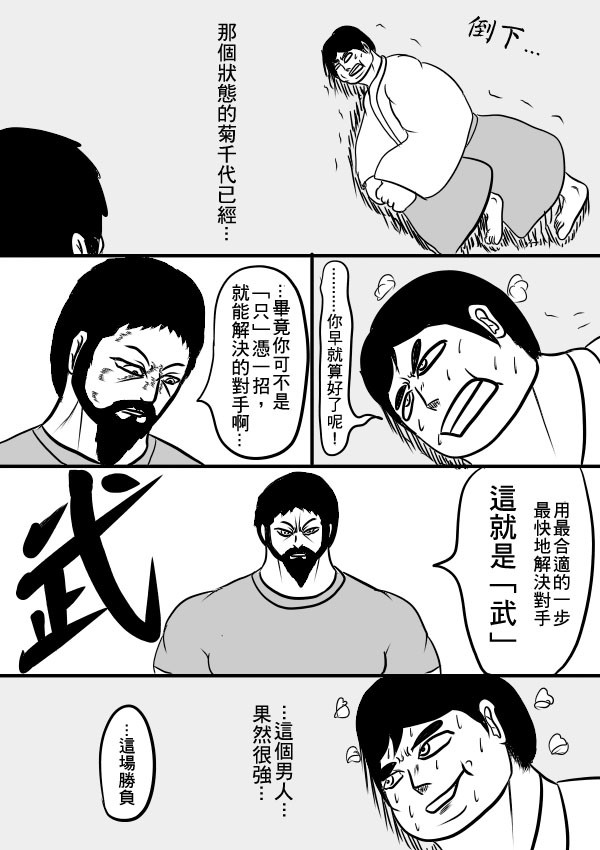 倒下…
那個狀態的菊千代已經…
………你早就算好了呢！
…畢竟你可不是
「只」憑一招，
就能解決的對手啊…
用最合適的一步
最快地解決對手
這就是「武」
武
…這個男人…
果然很強…
…這場勝負